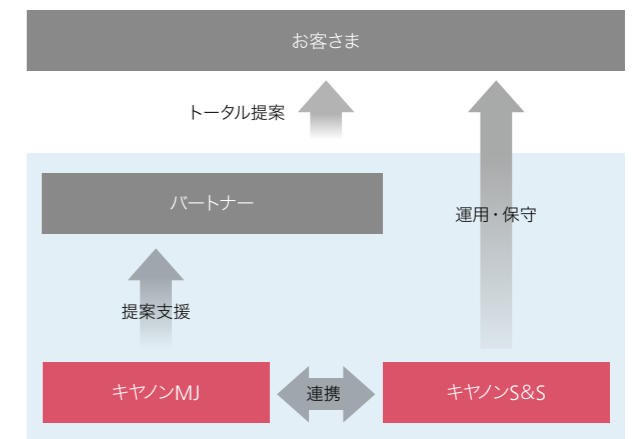 お客さま
トータル提案
パートナー
運用・保守
提案支援
キヤノンMJ
連携
キヤノンS&S